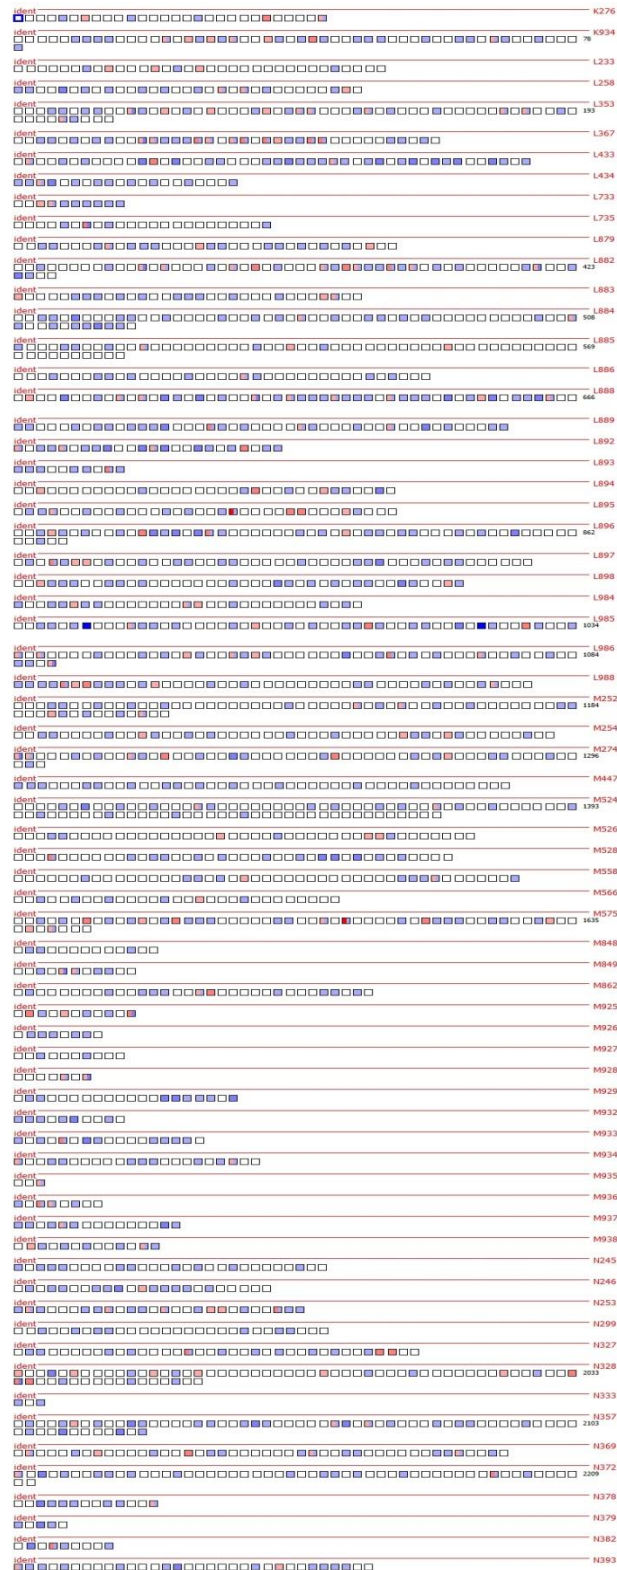 ident K276
ident K934
78
ident L233
ident L258
ident L353
193
ident L367
ident L433
ident L434
ident L733
ident L735
ident L879
ident L882
423
ident L883
ident L884
508
ident L885
569
ident L886
ident L888
666
ident L889
ident L892
ident L893
ident L894
ident L895
ident L896
862
ident L897
ident L898
ident L984
ident L985
1034
ident L986
1084
ident L988
ident M252
1184
ident M254
ident M274
1296
ident M447
ident M524
1393
ident M526
ident M528
ident M558
ident M566
ident M575
1635
ident M848
ident M849
ident M862
ident M925
ident M926
ident M927
ident M928
ident M929
ident M932
ident M933
ident M934
ident M935
ident M936
ident M937
ident M938
ident N245
ident N246
ident N253
ident N299
ident N327
ident N328
2033
ident N333
ident N357
2103
ident N369
ident N372
2209
ident N378
ident N379
ident N382
ident N393